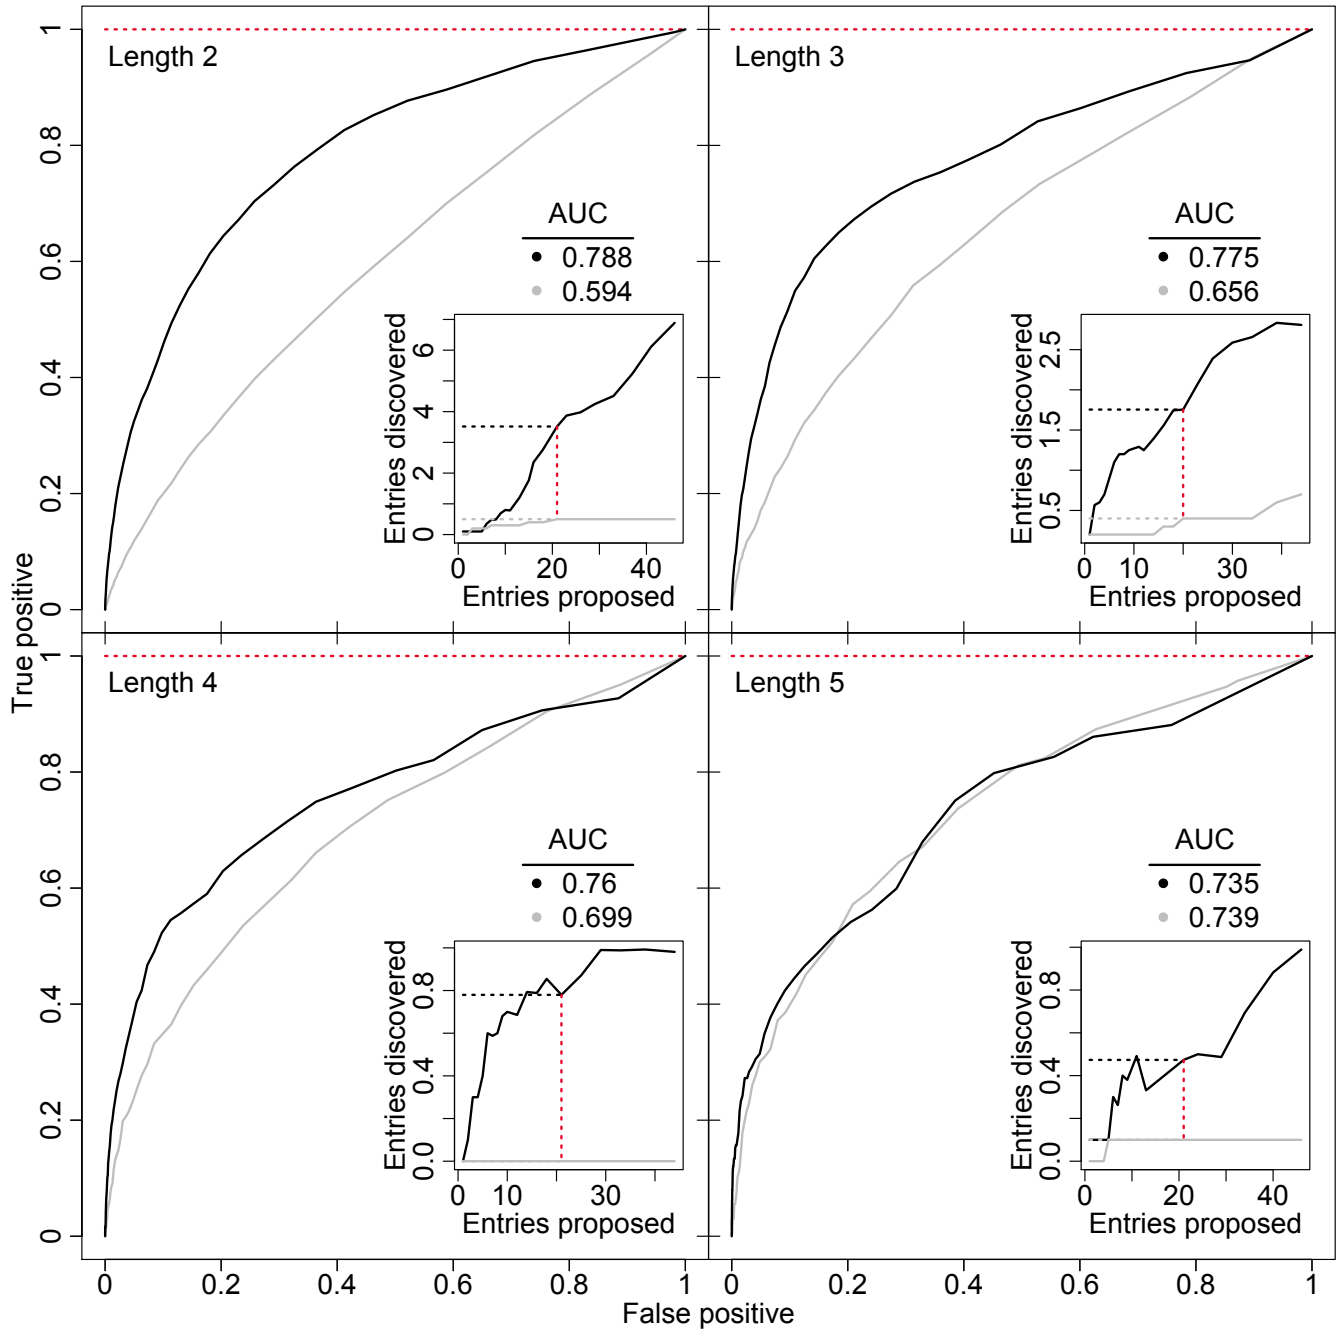 Length 2
AUC
0.788
0.594
Entries discovered
0 2 4 6
0 20 40
Entries proposed
Length 3
AUC
0.775
0.656
Entries discovered
0.5 1.5 2.5
10 30
Entries proposed
True positive
0 0.2 0.4 0.6 0.8 1
Length 4
AUC
0.76
0.699
Entries discovered
0.0 0.4 0.8
0 10 30
Entries proposed
Length 5
AUC
0.735
0.739
Entries discovered
0.0 0.4 0.8
0 20 40
Entries proposed
0 0.2 0.4 0.6 0.8 1
0 0.2 0.4 0.6 0.8 1
0 0.2 0.4 0.6 0.8 1
False positive